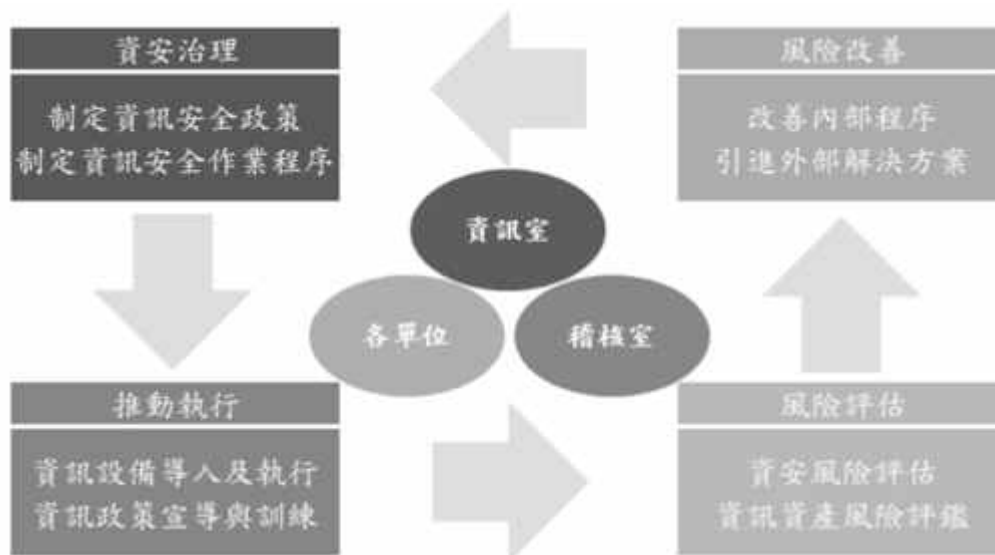 資安治理
制定資訊安全政策
制定資訊安全作業程序
風險改善
改善內部程序
引進外部解決方案
資訊室
各單位
稽核室
推動執行
資訊設備導入及執行
資訊政策宣導與訓練
風險評估
資安風險評估
資訊資產風險評鑑